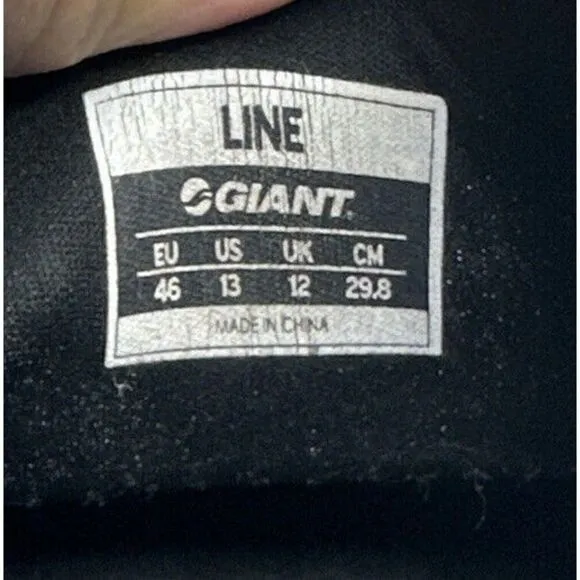 LINE
GIANT
EU US UK CM
46 13 12 29.8
MADE IN CHINA